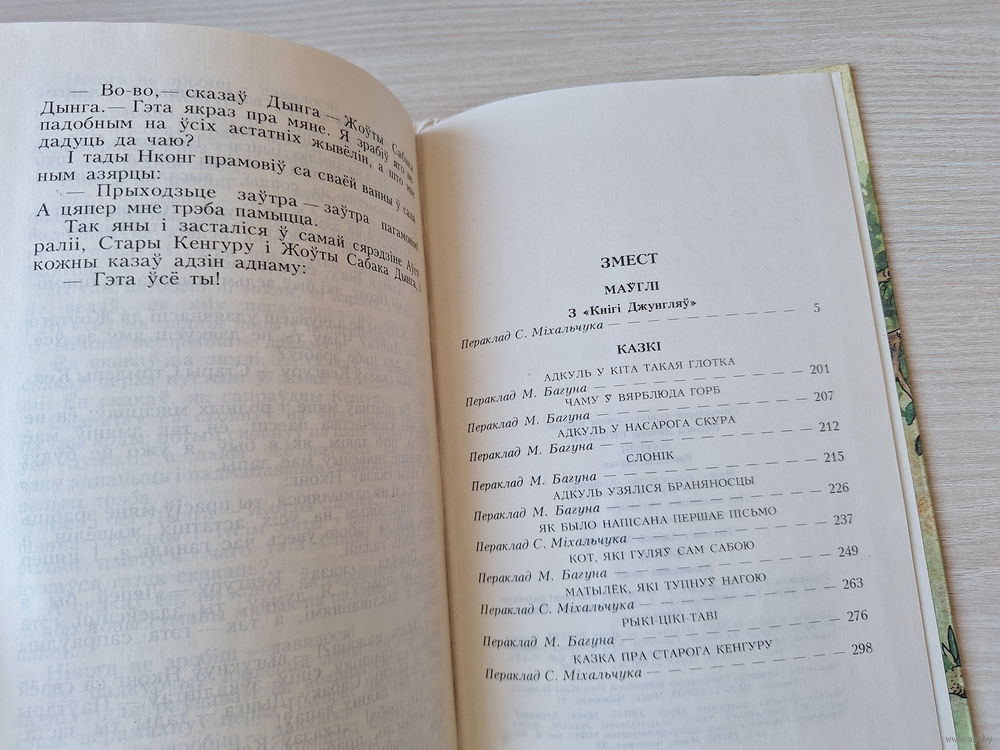 — Во-во,— сказаў Дынга — Жоўты Сабака
Дынга.— Гэта якраз пра мяне. Я зрабіў яго не
падобным на ўсіх астатніх жывёлін, а што мне
дадуць да чаю?
І тады Нконг прамовіў са сваёй ванны ў саля
ным азярцы:
— Прыходзьце заўтра — заўтра пагамонім!
А цяпер мне трэба памыцца.
Так яны і засталіся ў самай сярэдзіне Аўст-
раліі, Стары Кенгуру і Жоўты Сабака Дынга, і
кожны казаў адзін аднаму:
— Гэта ўсё ты!
ЗМЕСТ
МАЎГЛІ
З «Кнігі Джунгляў»
Пераклад С. Міхальчука — 5
КАЗКІ
АДКУЛЬ У КІТА ТАКАЯ ГЛОТКА
Пераклад М. Багуна — 201
ЧАМУ Ў ВЯРБЛЮДА ГОРБ
Пераклад М. Багуна — 207
АДКУЛЬ У НАСАРОГА СКУРА
Пераклад М. Багуна — 212
СЛОНІК
Пераклад М. Багуна — 215
АДКУЛЬ УЗЯЛІСЯ БРАНЯНОСЦЫ
Пераклад М. Багуна — 226
ЯК БЫЛО НАПІСАНА ПЕРШАЕ ПІСЬМО
Пераклад С. Міхальчука — 237
КОТ, ЯКІ ГУЛЯЎ САМ САБОЮ
Пераклад М. Багуна — 249
МАТЫЛЁК, ЯКІ ТУПНУЎ НАГОЮ
Пераклад С. Міхальчука — 263
РЫКІ-ЦІКІ-ТАВІ
Пераклад М. Багуна — 276
КАЗКА ПРА СТАРОГА КЕНГУРУ
Пераклад С. Міхальчука — 298